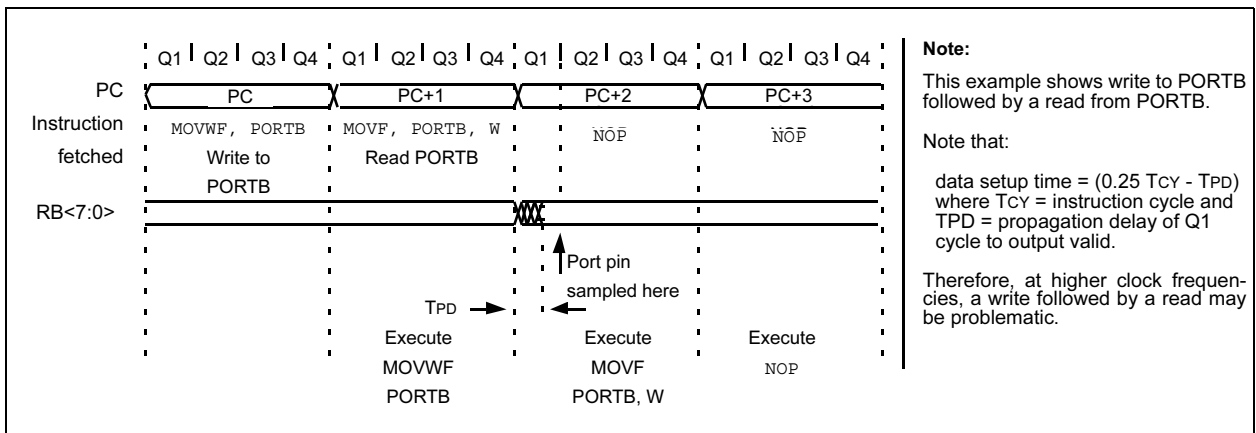 Q1 Q2 Q3 Q4 Q1 Q2 Q3 Q4 Q1 Q2 Q3 Q4 Q1 Q2 Q3 Q4
PC PC PC+1 PC+2 PC+3
Instruction
fetched
MOVWF, PORTB MOVF, PORTB, W NOP NOP
Write to
PORTB
Read PORTB
RB<7:0>
Port pin
sampled here
TPD
Execute
MOVWF
PORTB
Execute
MOVF
PORTB, W
Execute
NOP
Note:
This example shows write to PORTB
followed by a read from PORTB.
Note that:
data setup time = (0.25 TCY - TPD)
where TCY = instruction cycle and
TPD = propagation delay of Q1
cycle to output valid.
Therefore, at higher clock frequen-
cies, a write followed by a read may
be problematic.